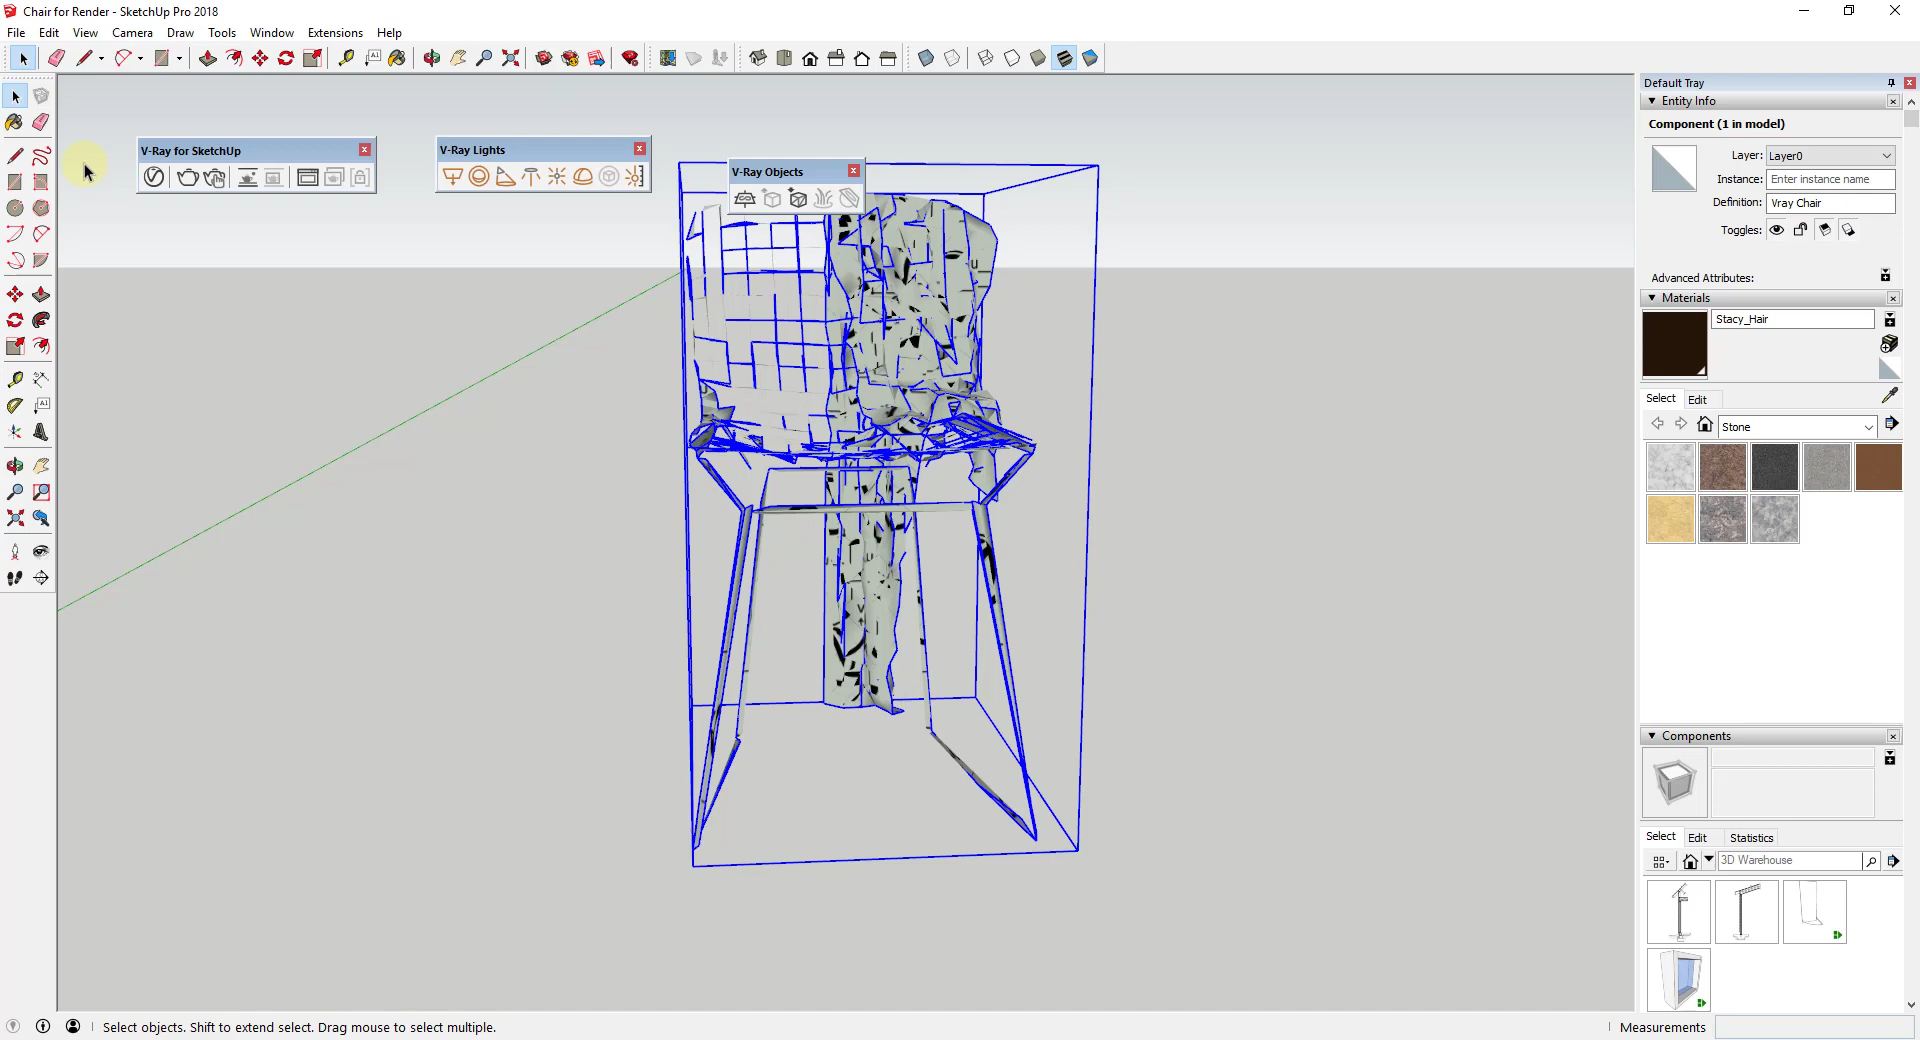 Chair for Render - SketchUp Pro 2018
File Edit View Camera Draw Tools Window Extensions Help
Default Tray
Entity Info
Component (1 in model)
Layer: Layer0
Instance: Enter instance name
Definition: Vray Chair
Toggles:
Advanced Attributes:
Materials
Stacy_Hair
Select Edit
Stone
Components
Select Edit Statistics
3D Warehouse
V-Ray for SketchUp
V-Ray Lights
V-Ray Objects
Select objects. Shift to extend select. Drag mouse to select multiple.
Measurements